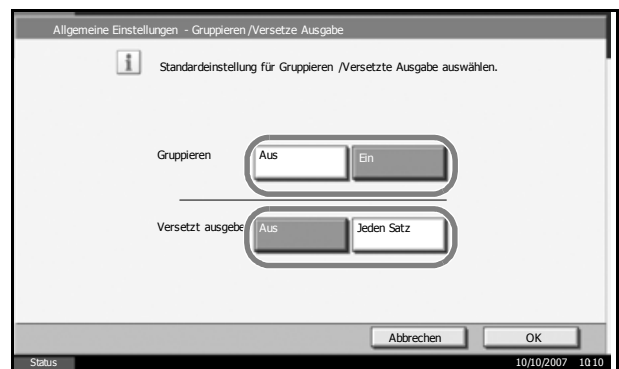 Allgemeine Einstellungen - Gruppieren /Versetze Ausgabe
i
Standardeinstellung für Gruppieren /Versetzte Ausgabe auswählen.
Gruppieren Aus Ein
Versetzt ausgebe Aus Jeden Satz
Abbrechen OK
Status 10/10/2007 10:10